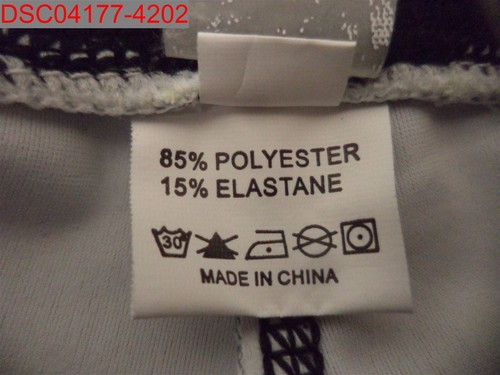 DSC04177-4202
85% POLYESTER
15% ELASTANE
30
MADE IN CHINA